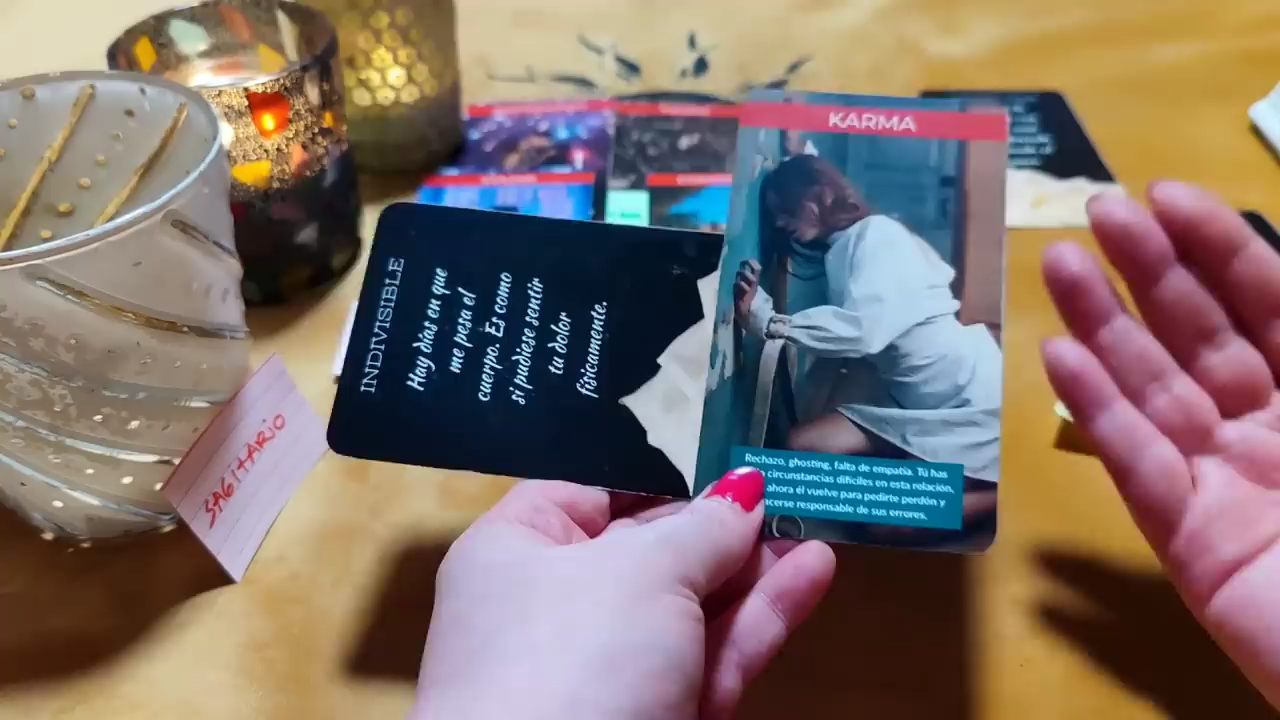 KARMA
Rechazo, ghosting, falta de empatía. Tú has
circunstancias difíciles en esta relación,
ahora él vuelve para pedirte perdón y
hacerse responsable de sus errores.
INDIVISIBLE
Hay días en que
me pesa el
cuerpo. Es como
si pudiese sentir
tu dolor
físicamente.
SAGITARIO